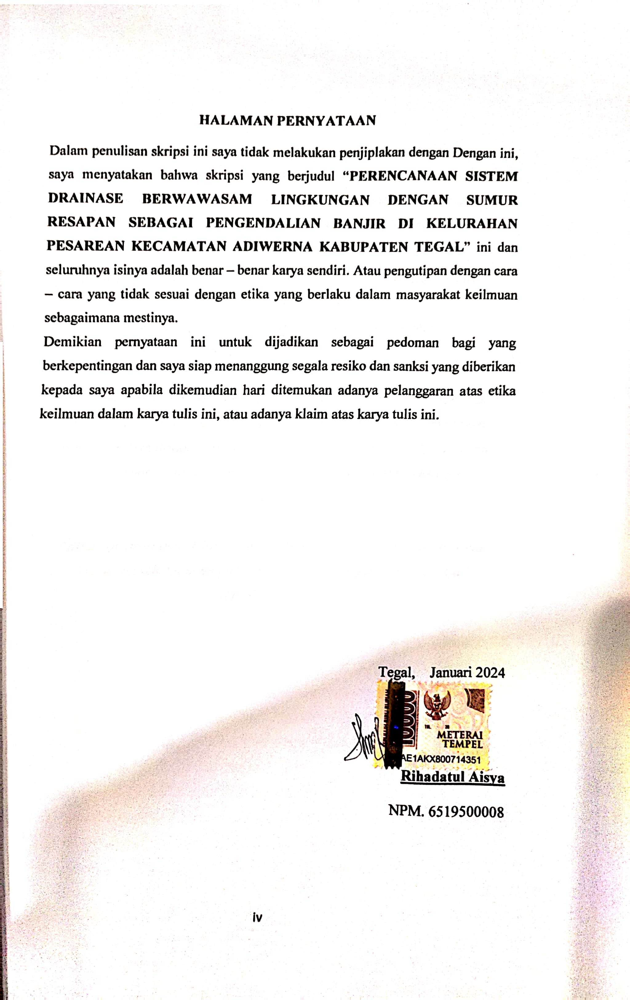 HALAMAN PERNYATAAN
Dalam penulisan skripsi ini saya tidak melakukan penjiplakan dengan Dengan ini,
saya menyatakan bahwa skripsi yang berjudul “PERENCANAAN SISTEM
DRAINASE BERWAWASAM LINGKUNGAN DENGAN SUMUR
RESAPAN SEBAGAI PENGENDALIAN BANJIR DI KELURAHAN
PESAREAN KECAMATAN ADIWERNA KABUPATEN TEGAL” ini dan
seluruhnya isinya adalah benar – benar karya sendiri. Atau pengutipan dengan cara
– cara yang tidak sesuai dengan etika yang berlaku dalam masyarakat keilmuan
sebagaimana mestinya.
Demikian pernyataan ini untuk dijadikan sebagai pedoman bagi yang
berkepentingan dan saya siap menanggung segala resiko dan sanksi yang diberikan
kepada saya apabila dikemudian hari ditemukan adanya pelanggaran atas etika
keilmuan dalam karya tulis ini, atau adanya klaim atas karya tulis ini.
Tegal, Januari 2024
10000
TGL. 20
METERAI
TEMPEL
AE1AKX800714351
Rihadatul Aisya
NPM. 6519500008
iv